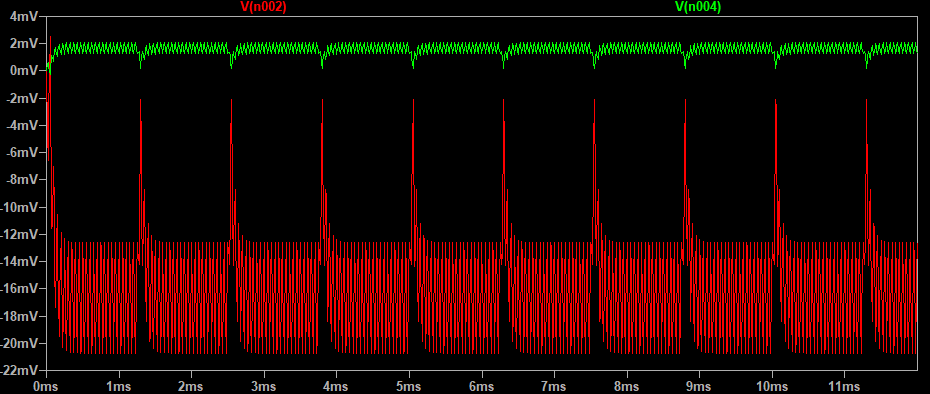 V(n002) V(n004)
4mV
2mV
0mV
-2mV
-4mV
-6mV
-8mV
-10mV
-12mV
-14mV
-16mV
-18mV
-20mV
-22mV
0ms 1ms 2ms 3ms 4ms 5ms 6ms 7ms 8ms 9ms 10ms 11ms